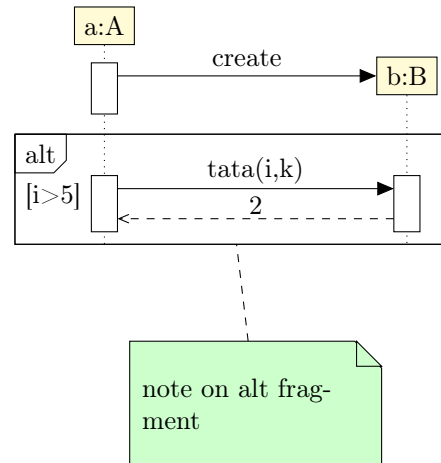 a:A
create
b:B
alt
[i>5]
tata(i,k)
2
note on alt frag-
ment